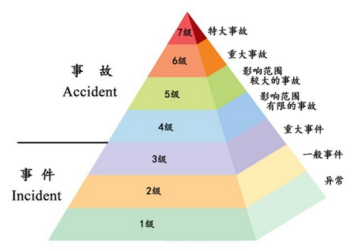 7级
特大事故
6级
重大事故
5级
影响范围
较大的事故
4级
影响范围
有限的事故
3级
重大事件
2级
一般事件
1级
异常
事 故
Accident
事 件
Incident